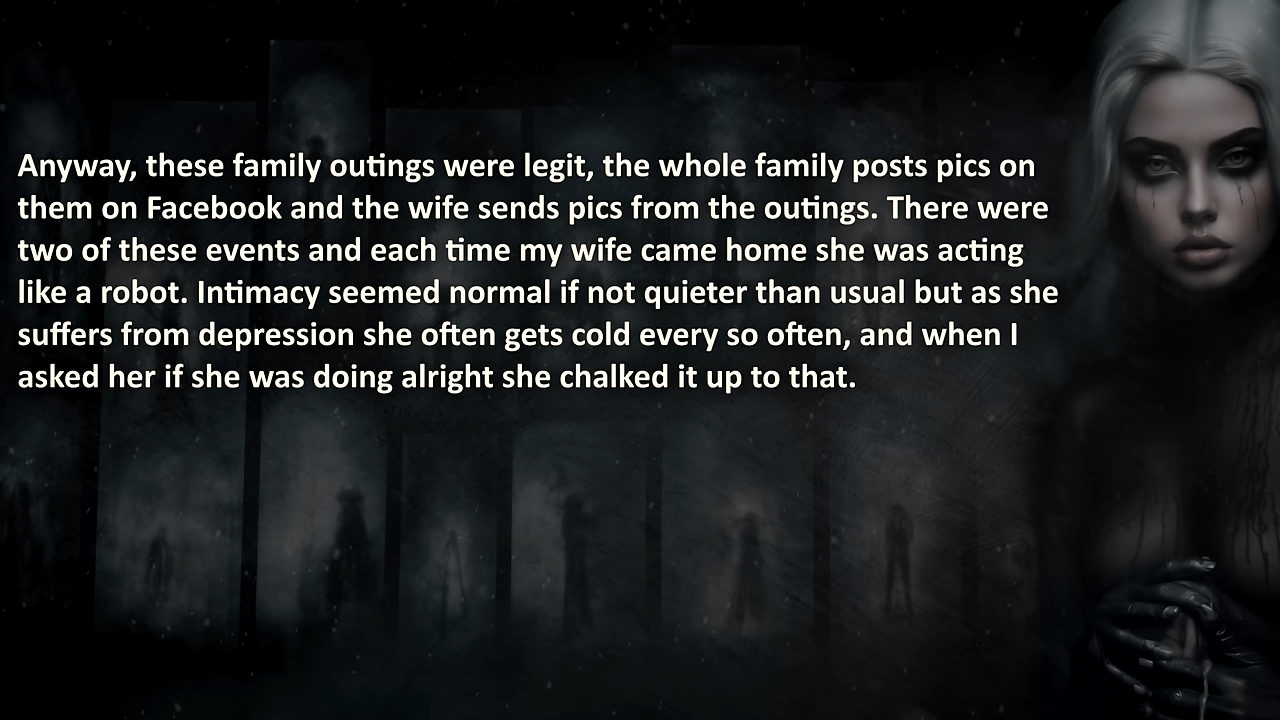 Anyway, these family outings were legit, the whole family posts pics on
them on Facebook and the wife sends pics from the outings. There were
two of these events and each time my wife came home she was acting
like a robot. Intimacy seemed normal if not quieter than usual but as she
suffers from depression she often gets cold every so often, and when I
asked her if she was doing alright she chalked it up to that.